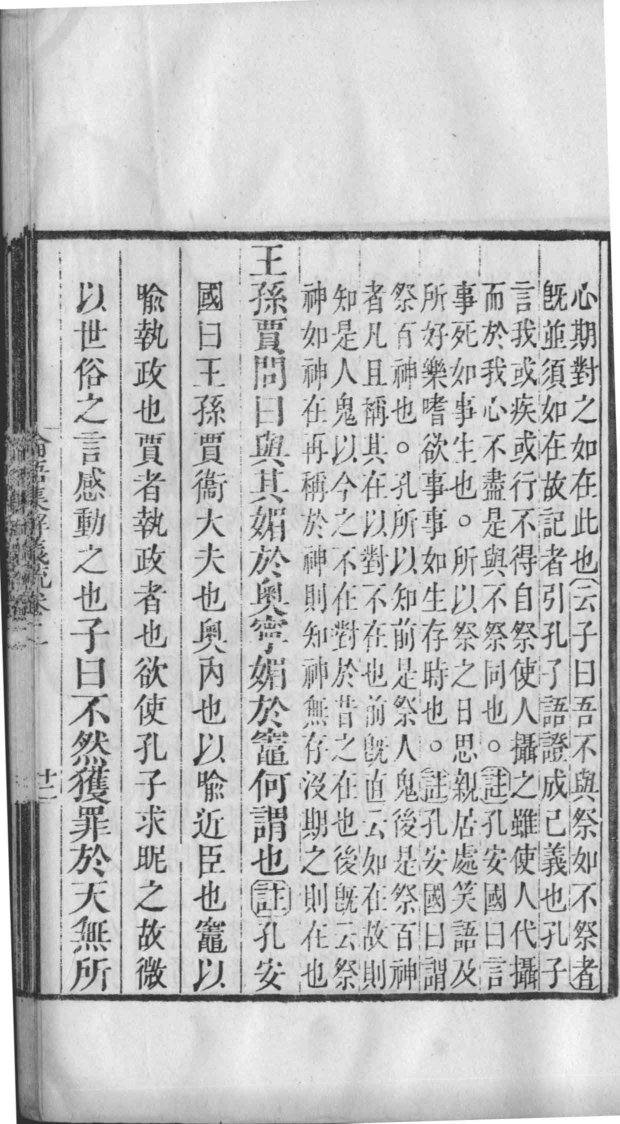 心期對之如在此也云子曰吾不與祭如不祭者
既並須如在故記者引孔子語證成己義也孔子
言我或疾或行不得自祭使人攝之雖使人代攝
而於我心不盡是與不祭同也。註孔安國曰言
事死如事生也。所以祭之日思親居處笑語及
所好樂嗜欲事事如生存時也。註孔安國曰謂
祭百神也。孔所以知前是祭人鬼後是祭百神
者凡且稱其在以對不在也前既直云如在故則
知是人鬼以今之不在對於昔之在也後既云祭
神如神在再稱於神則知神無存沒期之則在也
王孫賈問曰與其媚於奧寧媚於竈何謂也註孔安
國曰王孫賈衞大夫也奧內也以喻近臣也竈以
喻執政也賈者執政者也欲使孔子求昵之故微
以世俗之言感動之也子曰不然獲罪於天無所
論語集解義疏卷二
十二